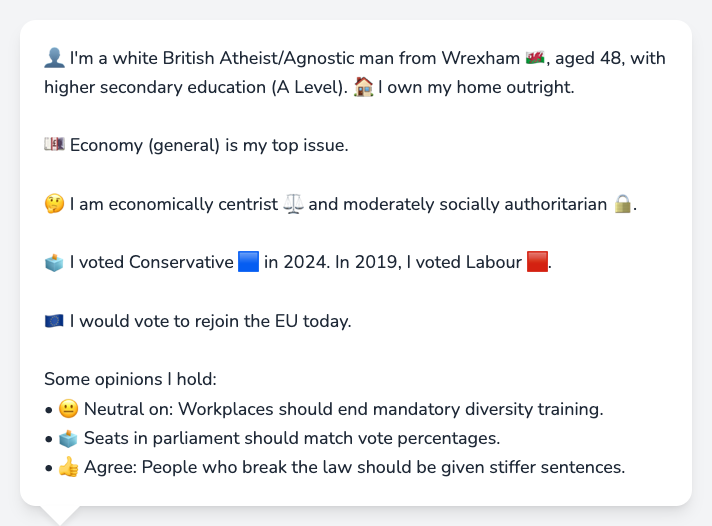 👤 I'm a white British Atheist/Agnostic man from Wrexham 🏴󠁧󠁢󠁷󠁬󠁳󠁿, aged 48, with
higher secondary education (A Level). 🏠 I own my home outright.
💷 Economy (general) is my top issue.
🤔 I am economically centrist ⚖️ and moderately socially authoritarian 🔒.
🗳️ I voted Conservative 🟦 in 2024. In 2019, I voted Labour 🟥.
🇪🇺 I would vote to rejoin the EU today.
Some opinions I hold:
• 😐 Neutral on: Workplaces should end mandatory diversity training.
• 🗳️ Seats in parliament should match vote percentages.
• 👍 Agree: People who break the law should be given stiffer sentences.